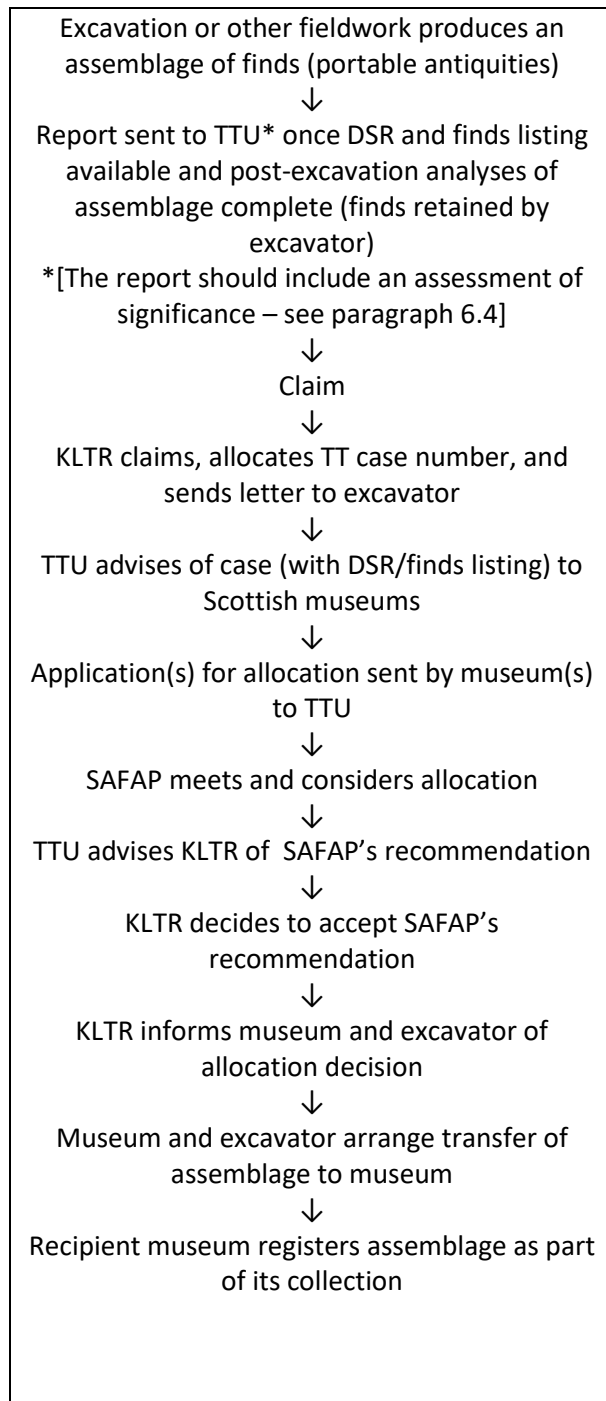 Excavation or other fieldwork produces an
assemblage of finds (portable antiquities)
↓
Report sent to TTU* once DSR and finds listing
available and post-excavation analyses of
assemblage complete (finds retained by
excavator)
*[The report should include an assessment of
significance – see paragraph 6.4]
↓
Claim
↓
KLTR claims, allocates TT case number, and
sends letter to excavator
↓
TTU advises of case (with DSR/finds listing) to
Scottish museums
↓
Application(s) for allocation sent by museum(s)
to TTU
↓
SAFAP meets and considers allocation
↓
TTU advises KLTR of  SAFAP’s recommendation
↓
KLTR decides to accept SAFAP’s
recommendation
↓
KLTR informs museum and excavator of
allocation decision
↓
Museum and excavator arrange transfer of
assemblage to museum
↓
Recipient museum registers assemblage as part
of its collection